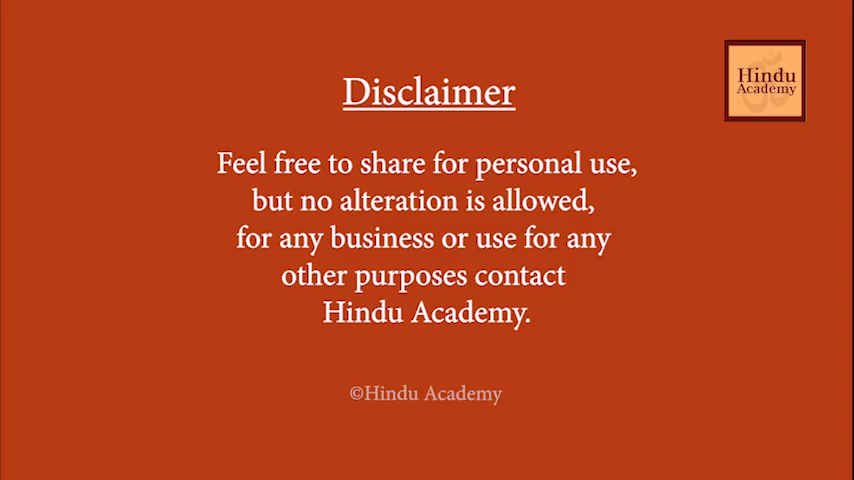 Disclaimer
Hindu
Academy
Feel free to share for personal use,
but no alteration is allowed,
for any business or use for any
other purposes contact
Hindu Academy.
©Hindu Academy